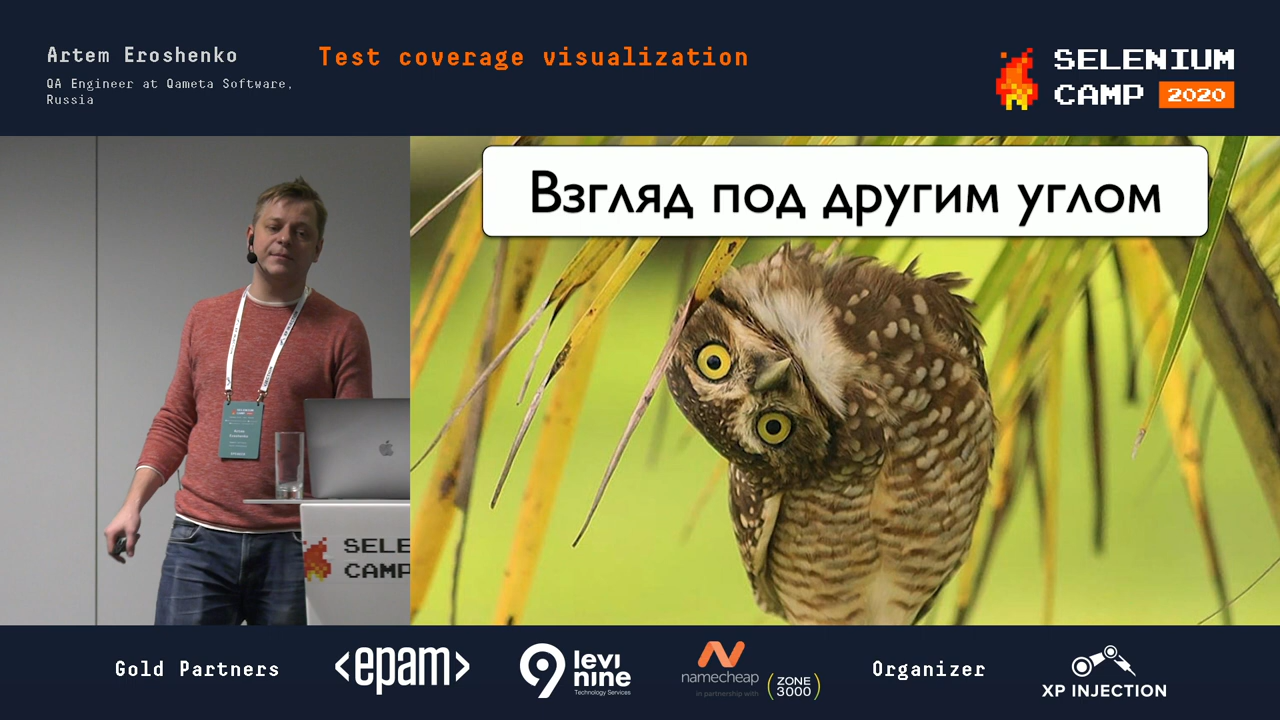 Artem Eroshenko
QA Engineer at Qameta Software,
Russia
Test coverage visualization
SELENIUM
CAMP 2020
Взгляд под другим углом
SELE
CAMP
Gold Partners
<epam>
9 levi
nine
Technology Services
namecheap
in partnership with
ZONE
3000
Organizer
XP INJECTION